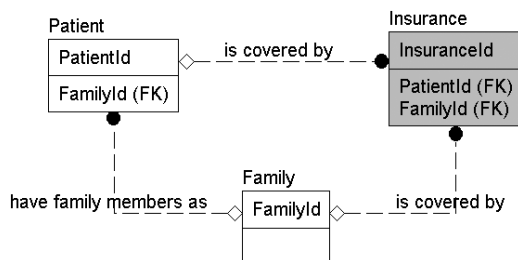 Patient
PatientId
FamilyId (FK)
is covered by
Insurance
InsuranceId
PatientId (FK)
FamilyId (FK)
have family members as
Family
FamilyId
is covered by